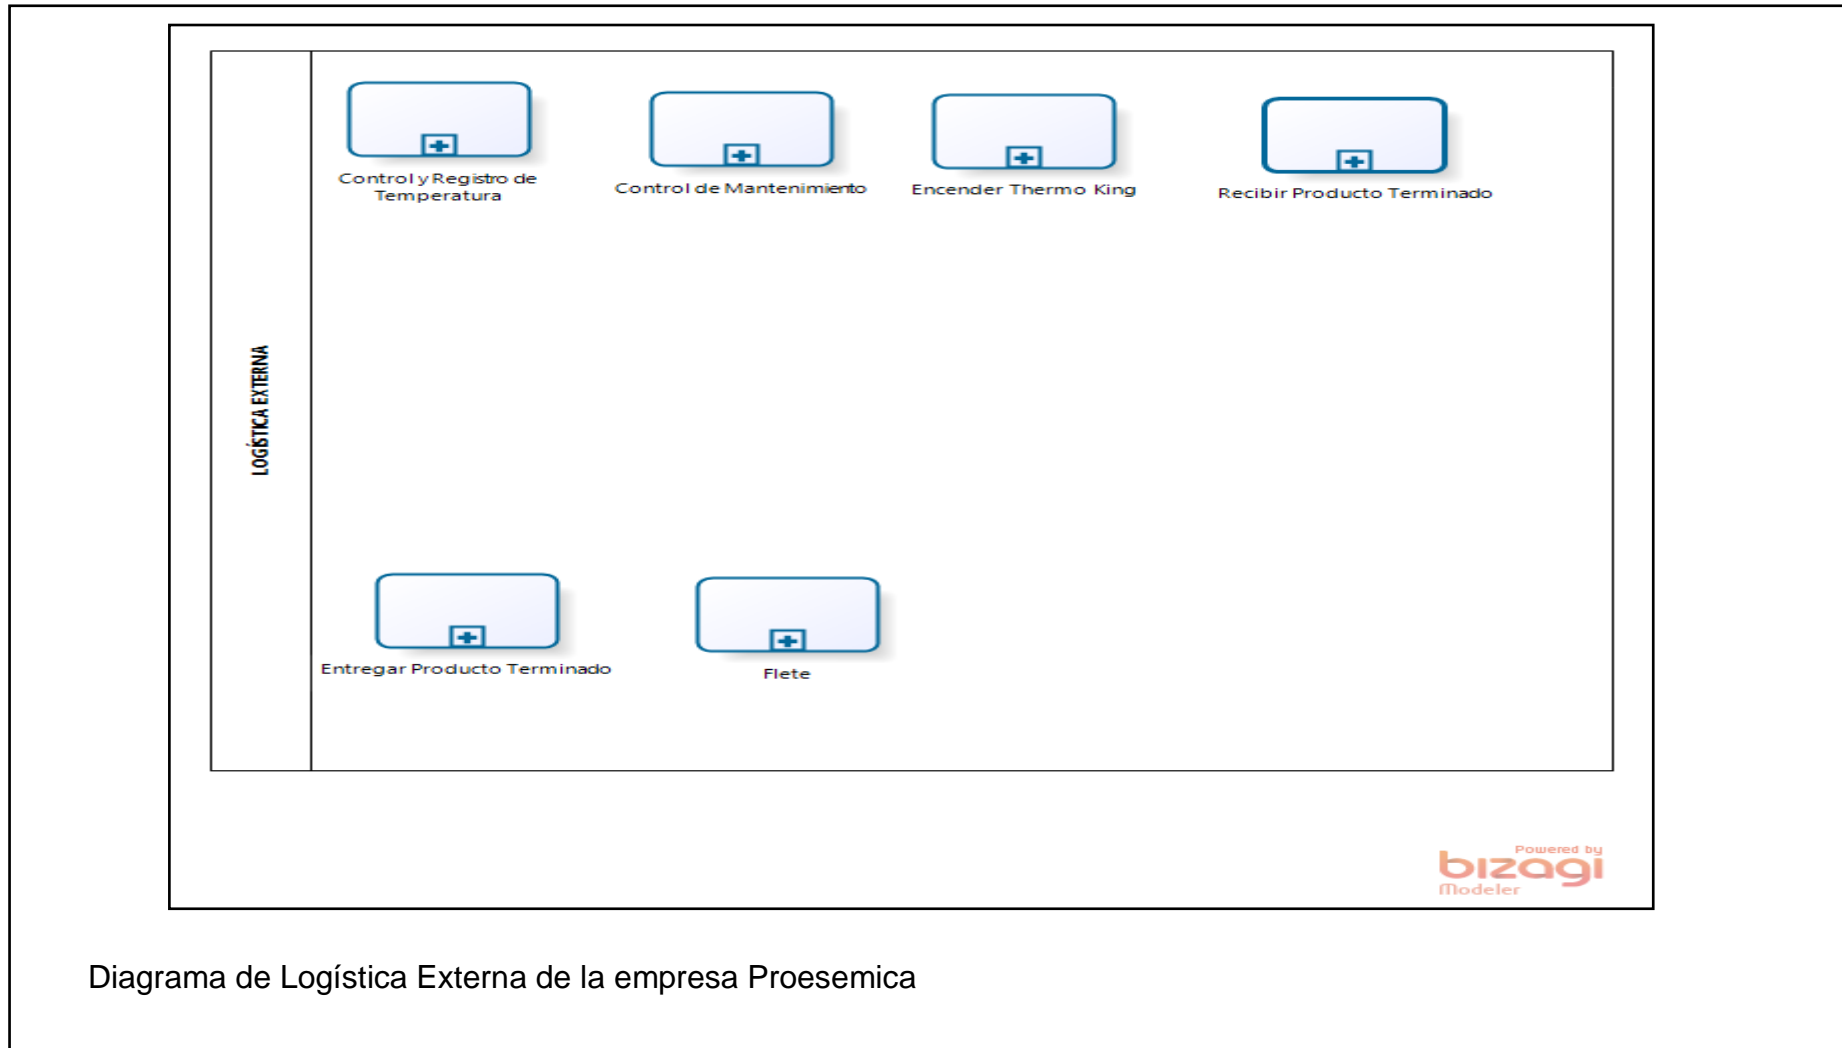 LOGÍSTICA EXTERNA
Control y Registro de
Temperatura
Control de Mantenimiento
Encender Thermo King
Recibir Producto Terminado
Entregar Producto Terminado
Flete
Powered by
bizagi
Modeler
Diagrama de Logística Externa de la empresa Proesemica